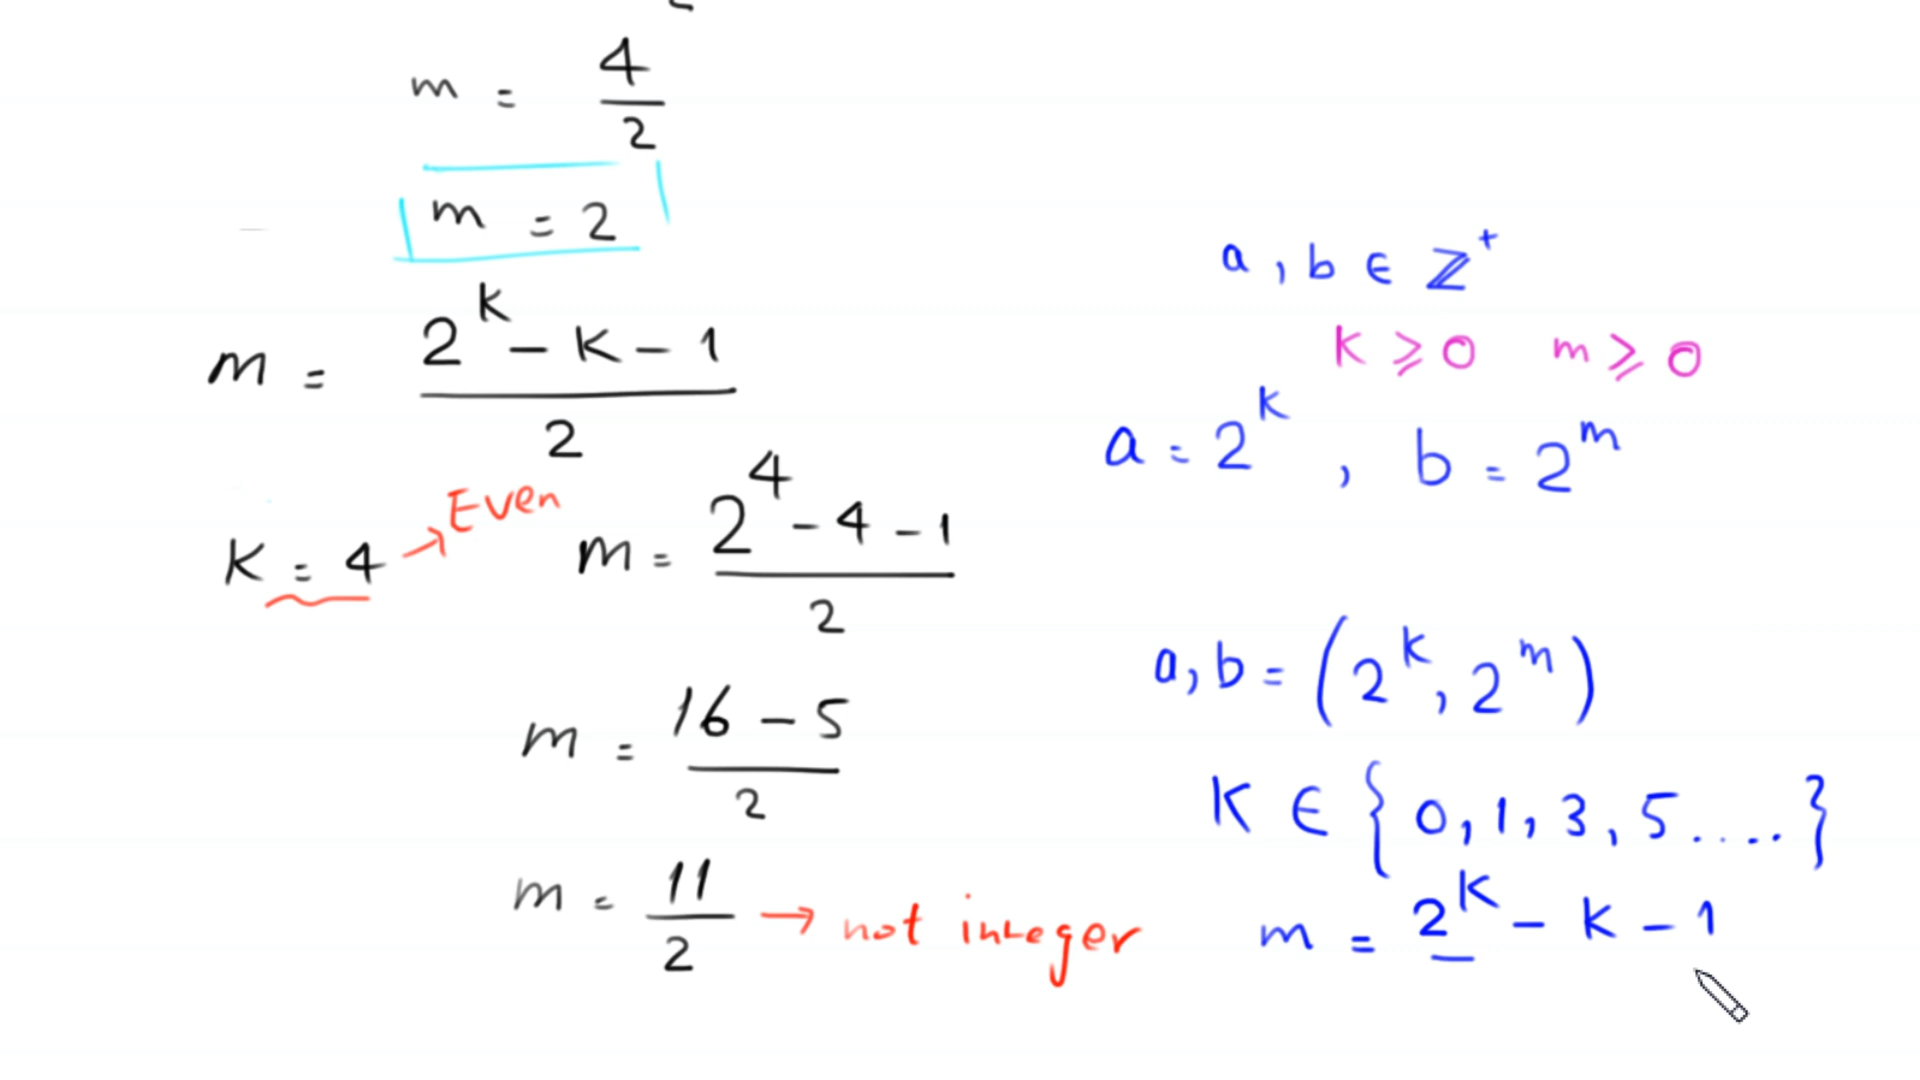 m = 4/2
m = 2
m = (2^k - k - 1)/2
k = 4 → Even
m = (2^4 - 4 - 1)/2
m = (16 - 5)/2
m = 11/2 → not integer
a, b ∈ ℤ^+
k ⩾ 0 m ⩾ 0
a = 2^k , b = 2^m
a, b = (2^k, 2^m)
k ∈ {0, 1, 3, 5 ....}
m = 2^k - k - 1